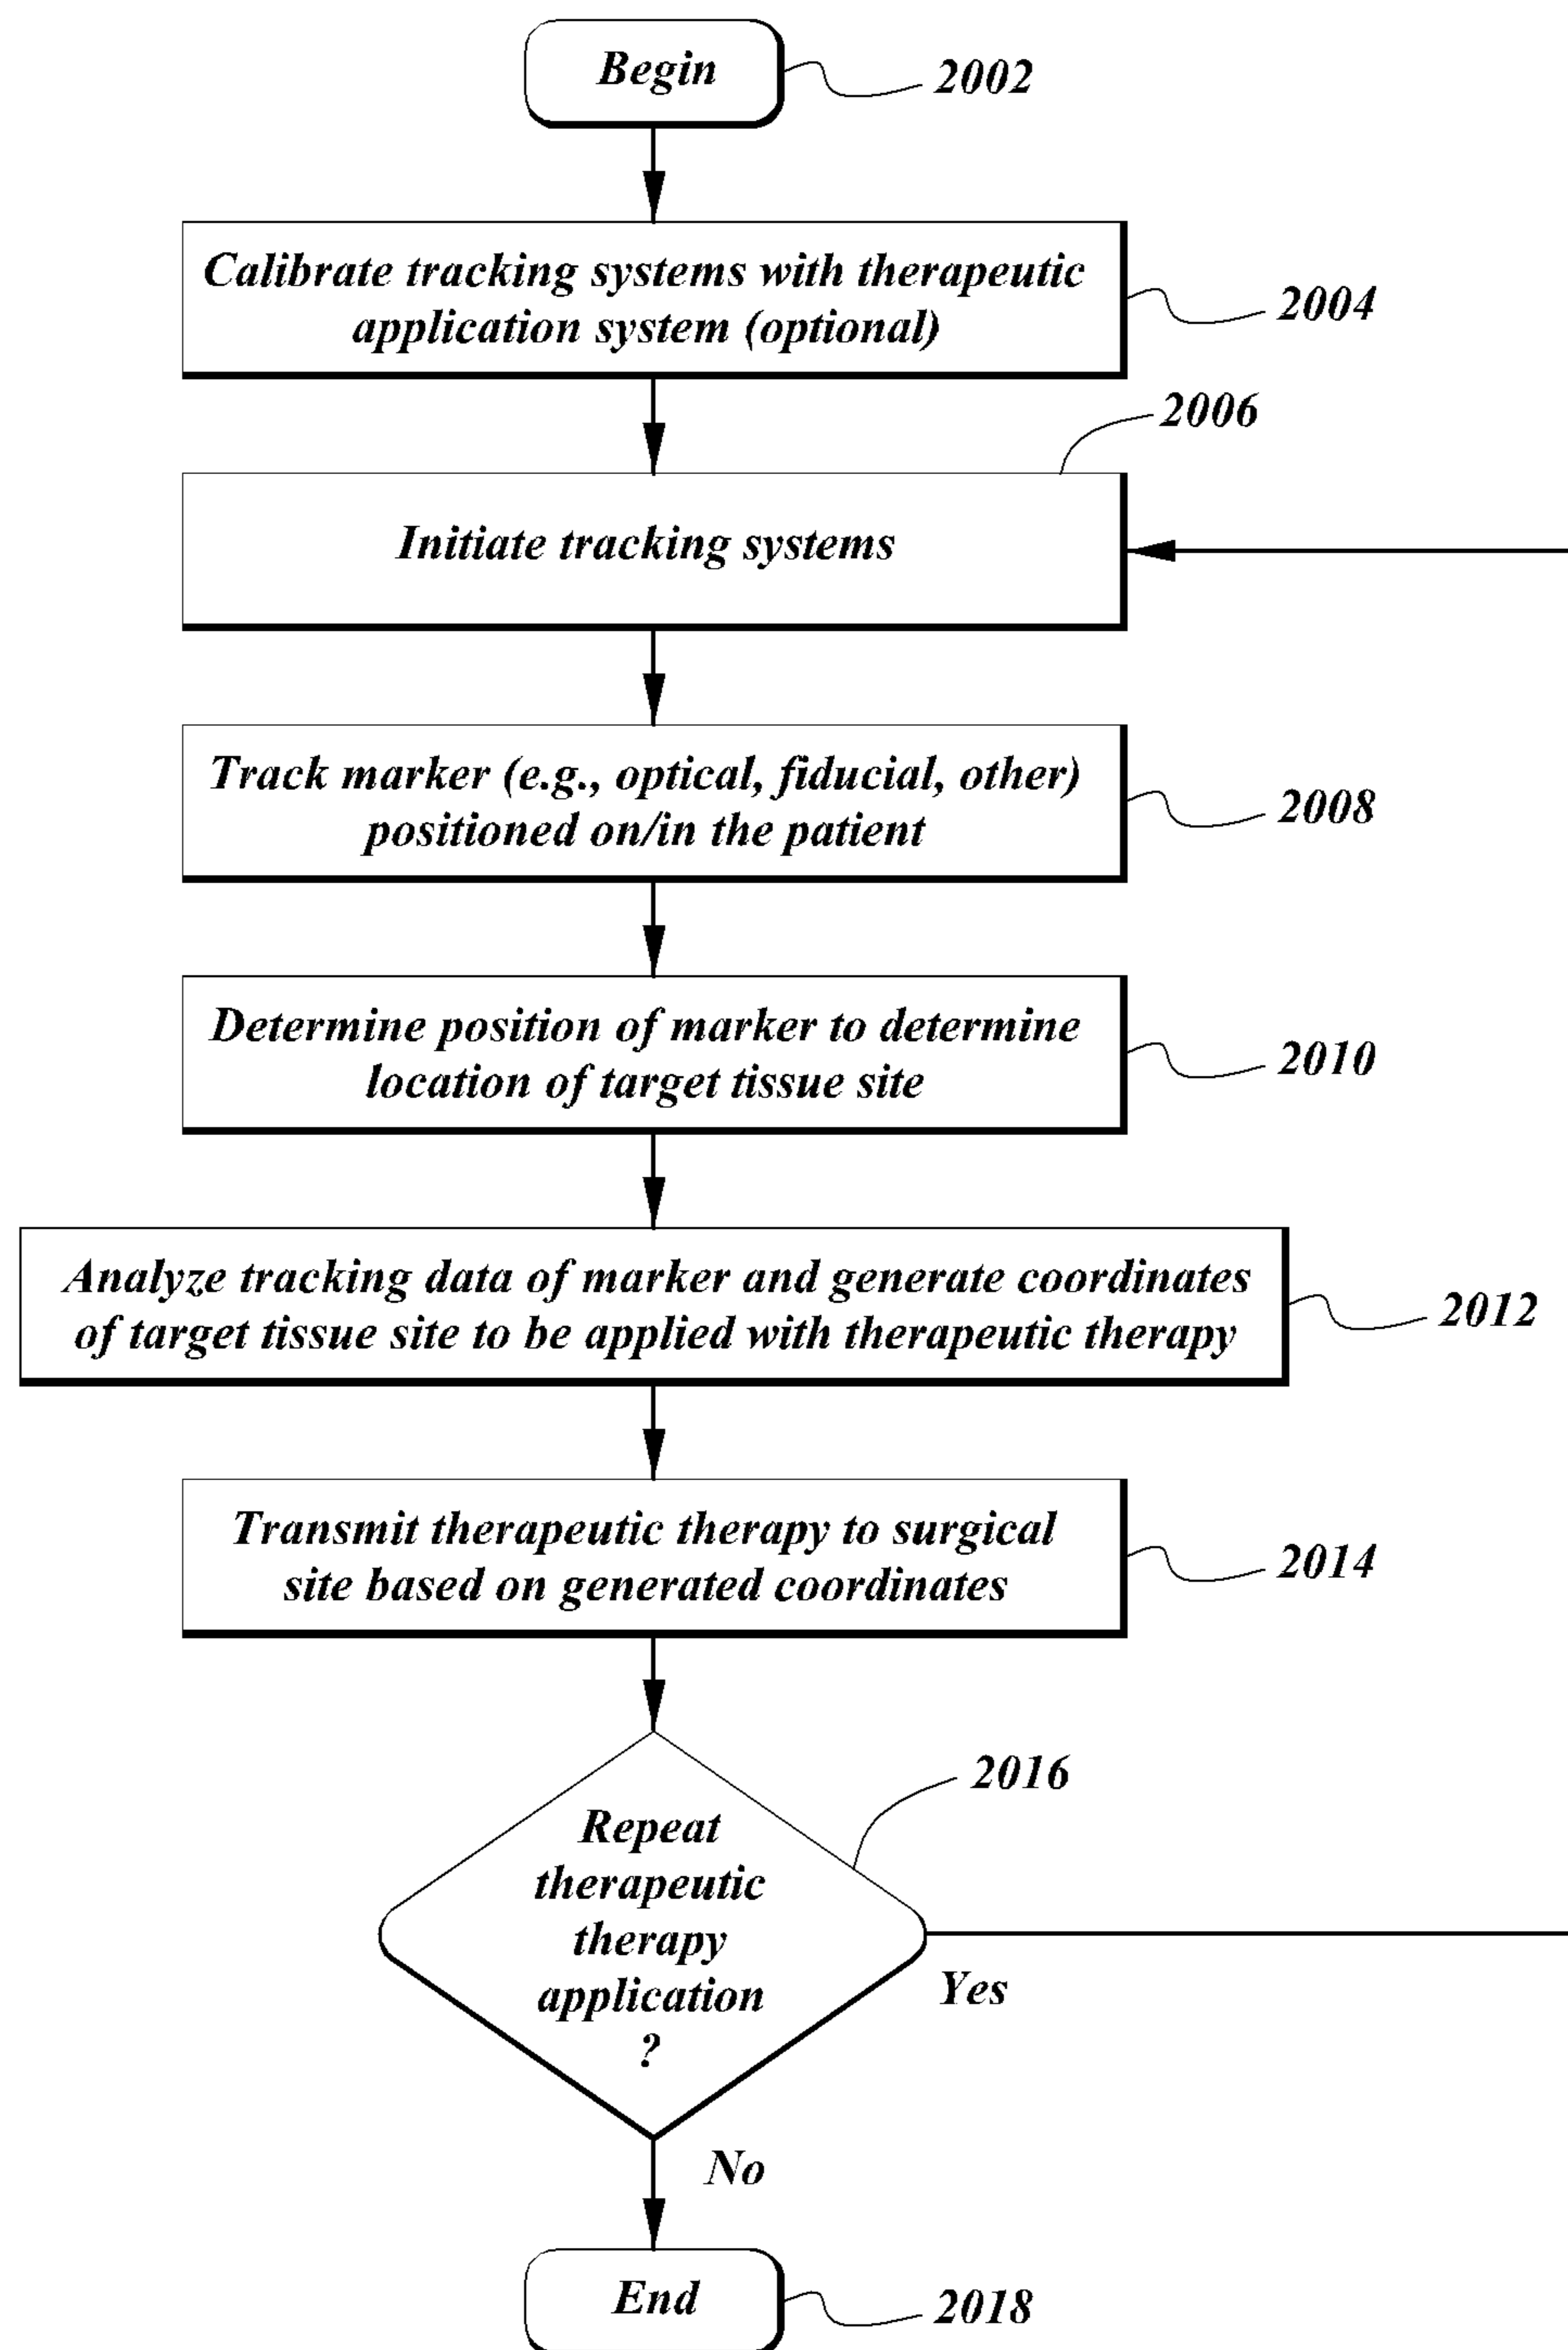 Begin
2002
Calibrate tracking systems with therapeutic
application system (optional)
2004
2006
Initiate tracking systems
Track marker (e.g., optical, fiducial, other)
positioned on/in the patient
2008
Determine position of marker to determine
location of target tissue site
2010
Analyze tracking data of marker and generate coordinates
of target tissue site to be applied with therapeutic therapy
2012
Transmit therapeutic therapy to surgical
site based on generated coordinates
2014
2016
Repeat
therapeutic
therapy
application
?
Yes
No
End
2018